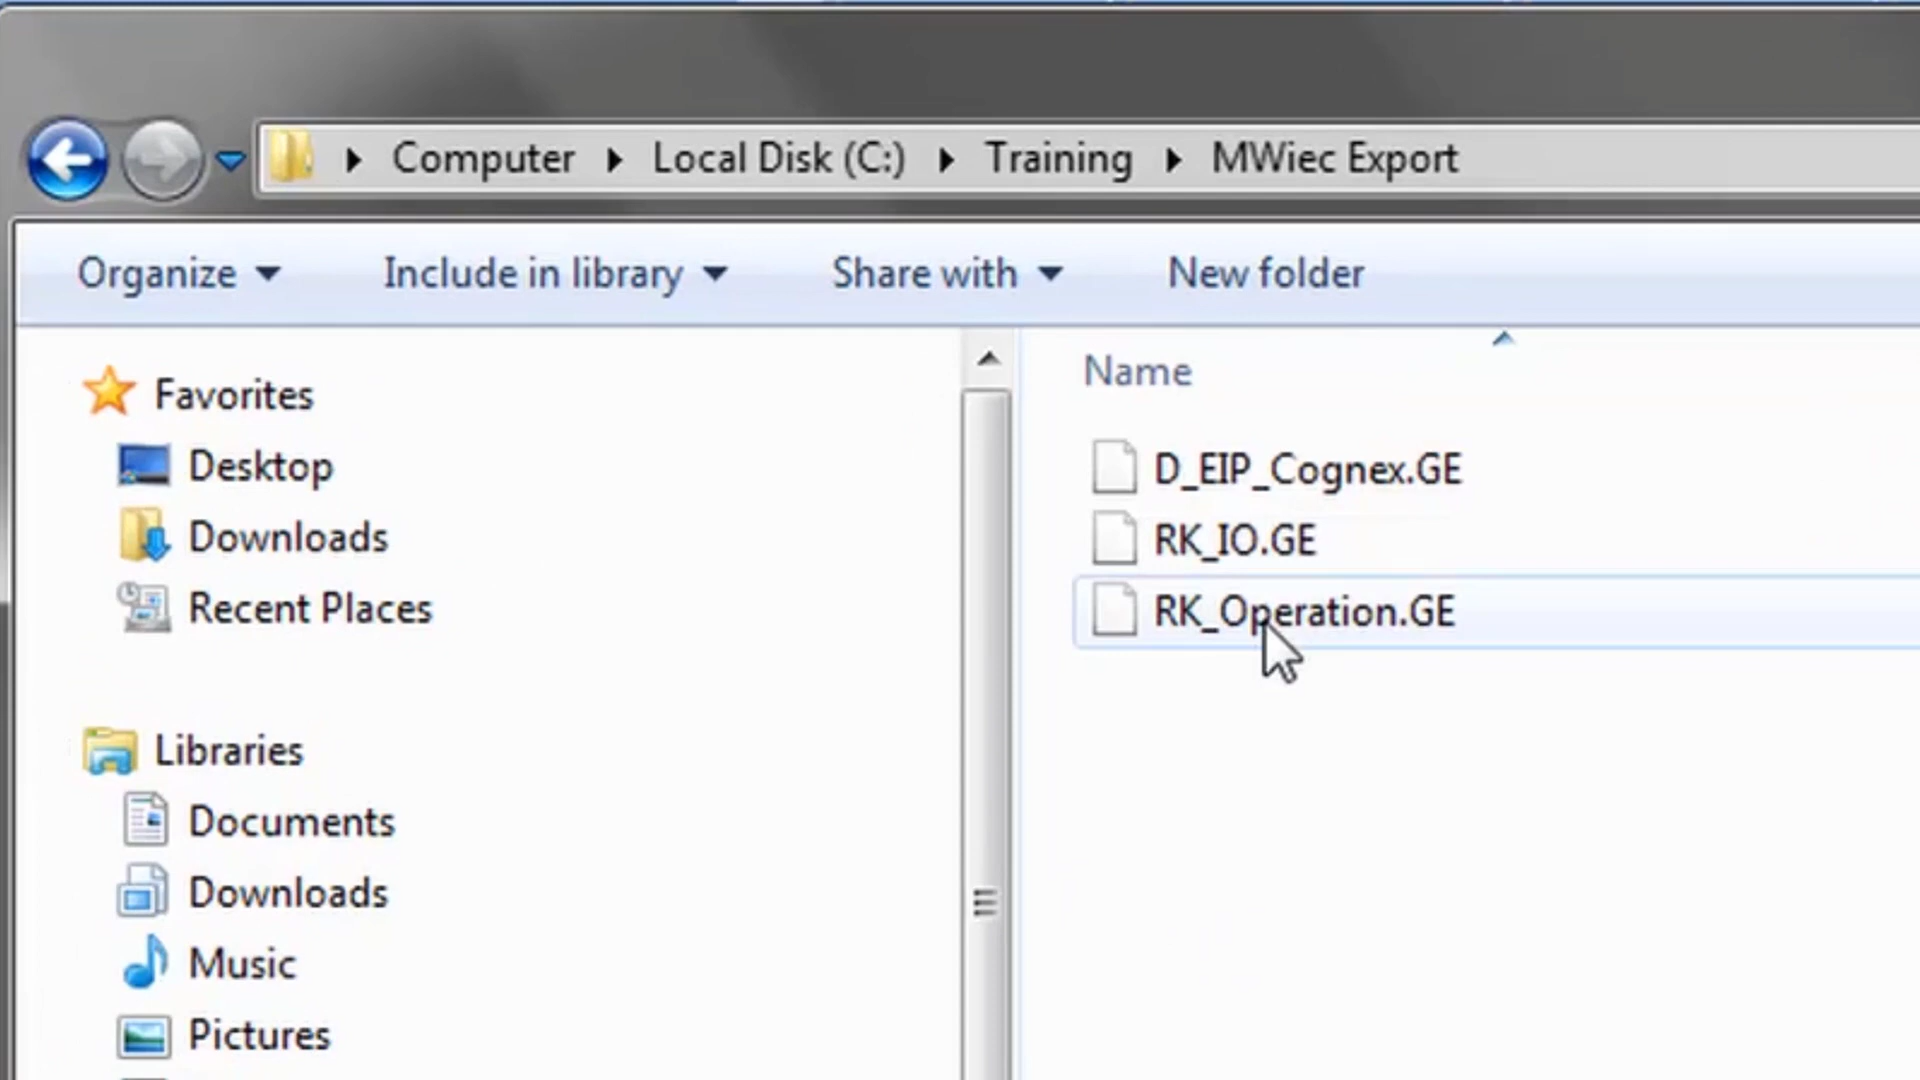 Computer Local Disk (C:) Training MWiec Export
Organize Include in library Share with New folder
Name
Favorites
Desktop
Downloads
Recent Places
Libraries
Documents
Downloads
Music
Pictures
D_EIP_Cognex.GE
RK_IO.GE
RK_Operation.GE